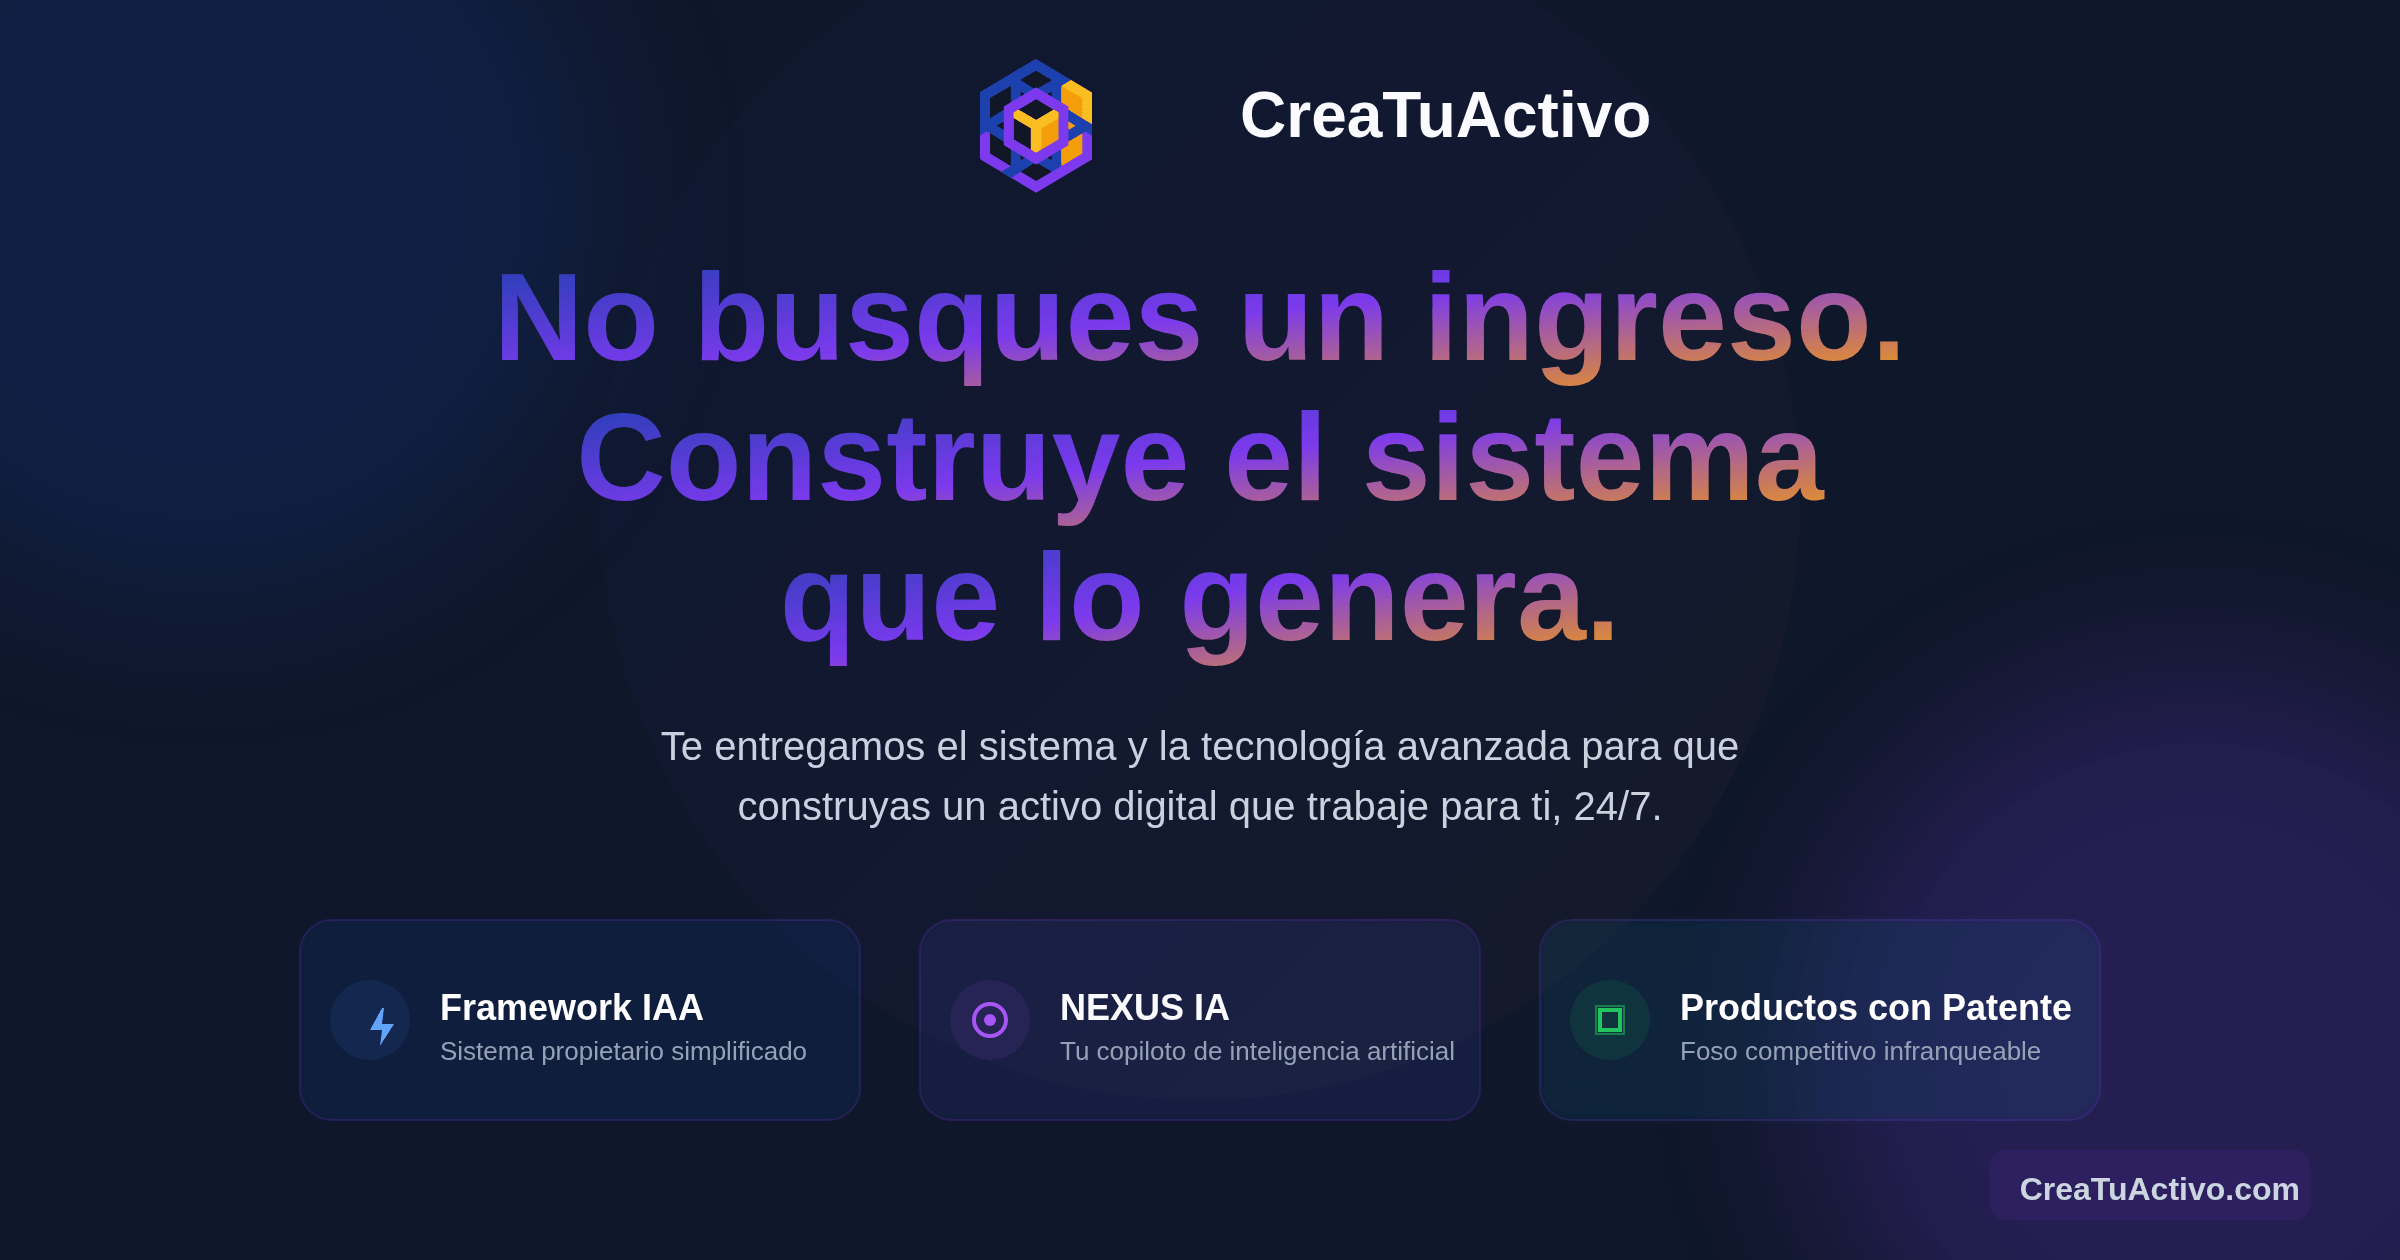 CreaTuActivo
No busques un ingreso.
Construye el sistema
que lo genera.
Te entregamos el sistema y la tecnología avanzada para que
construyas un activo digital que trabaje para ti, 24/7.
Framework IAA
Sistema propietario simplificado
NEXUS IA
Tu copiloto de inteligencia artificial
Productos con Patente
Foso competitivo infranqueable
CreaTuActivo.com